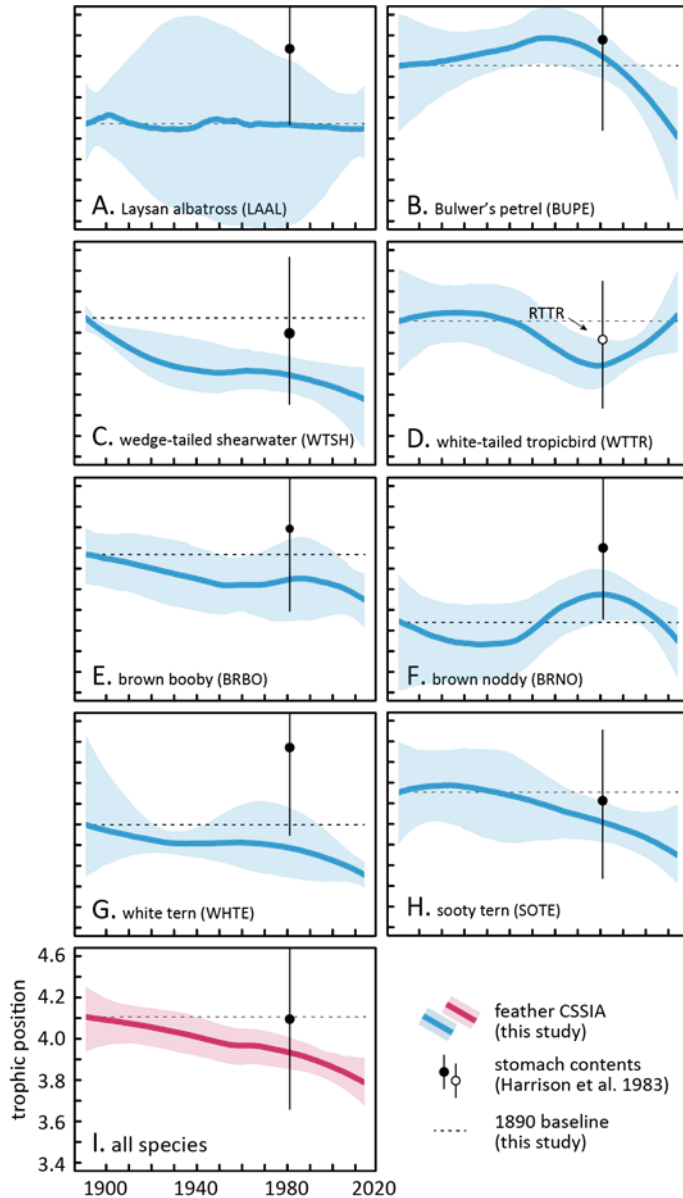 A. Laysan albatross (LAAL)
B. Bulwer's petrel (BUPE)
C. wedge-tailed shearwater (WTSH)
RTTR
D. white-tailed tropicbird (WTTR)
E. brown booby (BRBO)
F. brown noddy (BRNO)
G. white tern (WHTE)
H. sooty tern (SOTE)
trophic position
4.6
4.2
4.0
3.8
3.6
3.4
I. all species
1900 1940 1980 2020
feather CSSIA
(this study)
stomach contents
(Harrison et al. 1983)
1890 baseline
(this study)